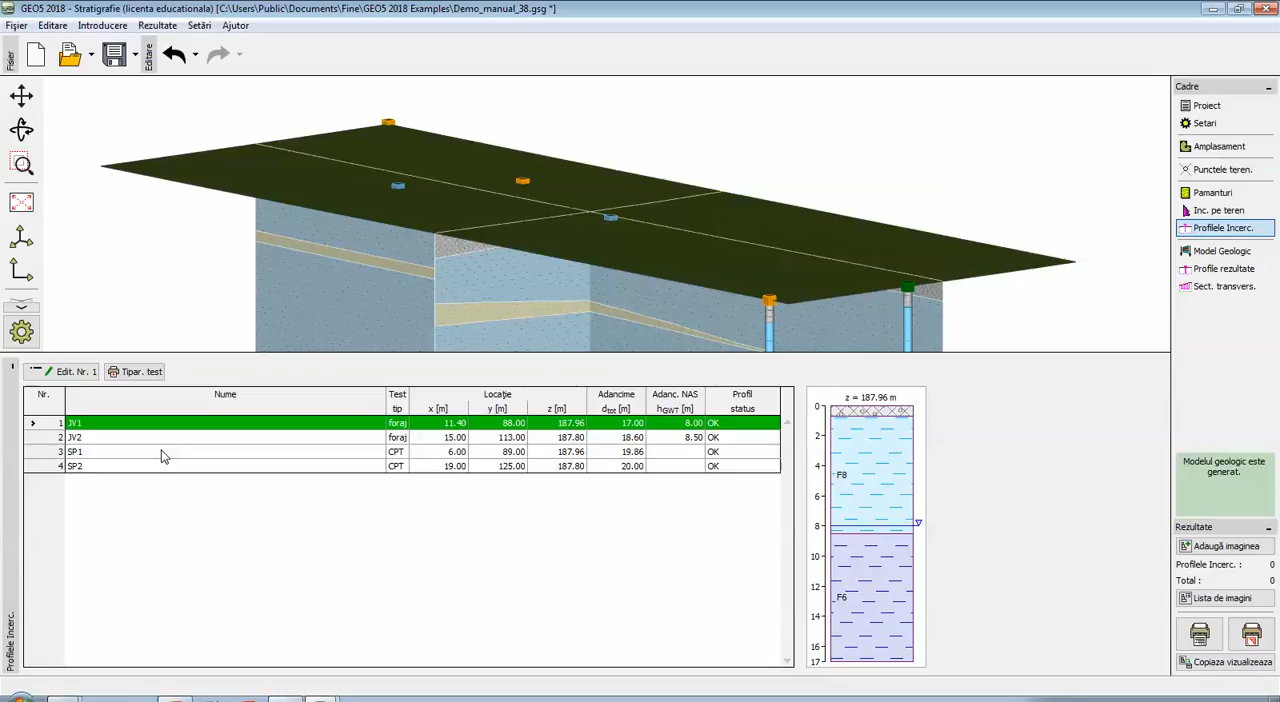 GEO5 2018 - Stratigrafie (licenta educationala) [C:\Users\Public\Documents\Fine\GEO5 2018 Examples\Demo_manual_38.gsg *]
Fişier Editare Introducere Rezultate Setări Ajutor
Fisier
Editare
Cadre
Proiect
Setari
Amplasament
Punctele teren.
Pamanturi
Inc. pe teren
Profilele Incerc.
Model Geologic
Profile rezultate
Sect. transvers.
Edit. Nr. 1 Tipar. test
Nr. Nume Test tip Locaţie x [m] y [m] z [m] Adancime dtot [m] Adanc. NAS hGWT [m] Profil status
1 JV1 foraj 11.40 88.00 187.96 17.00 8.00 OK
2 JV2 foraj 15.00 113.00 187.80 18.60 8.50 OK
3 SP1 CPT 6.00 89.00 187.96 19.86 OK
4 SP2 CPT 19.00 125.00 187.80 20.00 OK
z = 187.96 m
0
2
4
F8
6
8
10
12
F6
14
16
17
Profilele Incerc.
Modelul geologic este
generat.
Rezultate
Adaugă imaginea
Profilele Incerc. : 0
Total : 0
Lista de imagini
Copiaza vizualizeaza